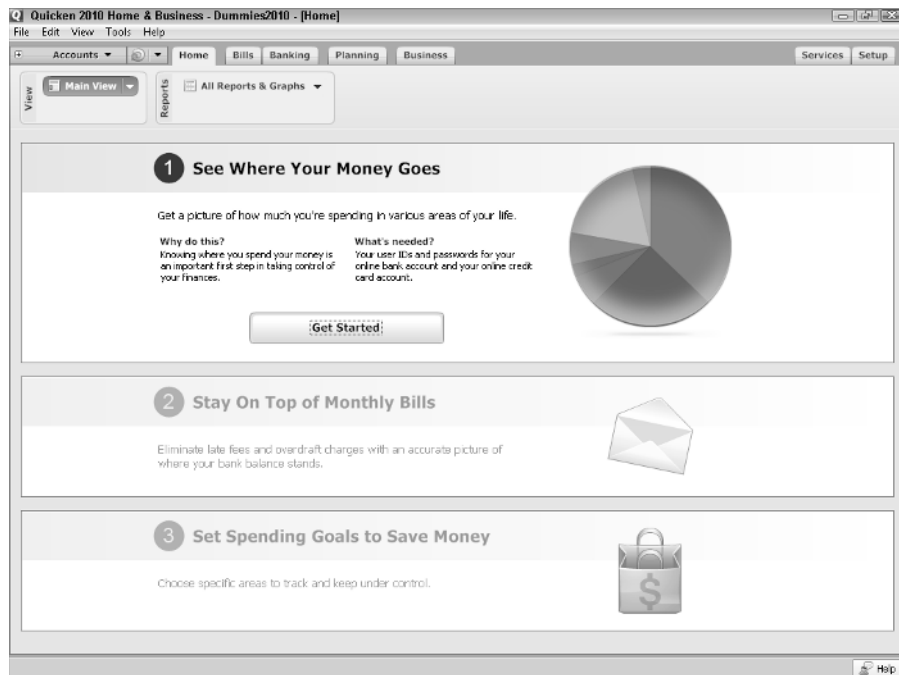 Quicken 2010 Home & Business - Dummies2010 - [Home]
File Edit View Tools Help
Accounts Home Bills Banking Planning Business Services Setup
View Main View Reports All Reports & Graphs
1 See Where Your Money Goes
Get a picture of how much you're spending in various areas of your life.
Why do this?
Knowing where you spend your money is
an important first step in taking control of
your finances.
What's needed?
Your user IDs and passwords for your
online bank account and your online credit
card account.
Get Started
2 Stay On Top of Monthly Bills
Eliminate late fees and overdraft charges with an accurate picture of
where your bank balance stands.
3 Set Spending Goals to Save Money
Choose specific areas to track and keep under control.
$
Help